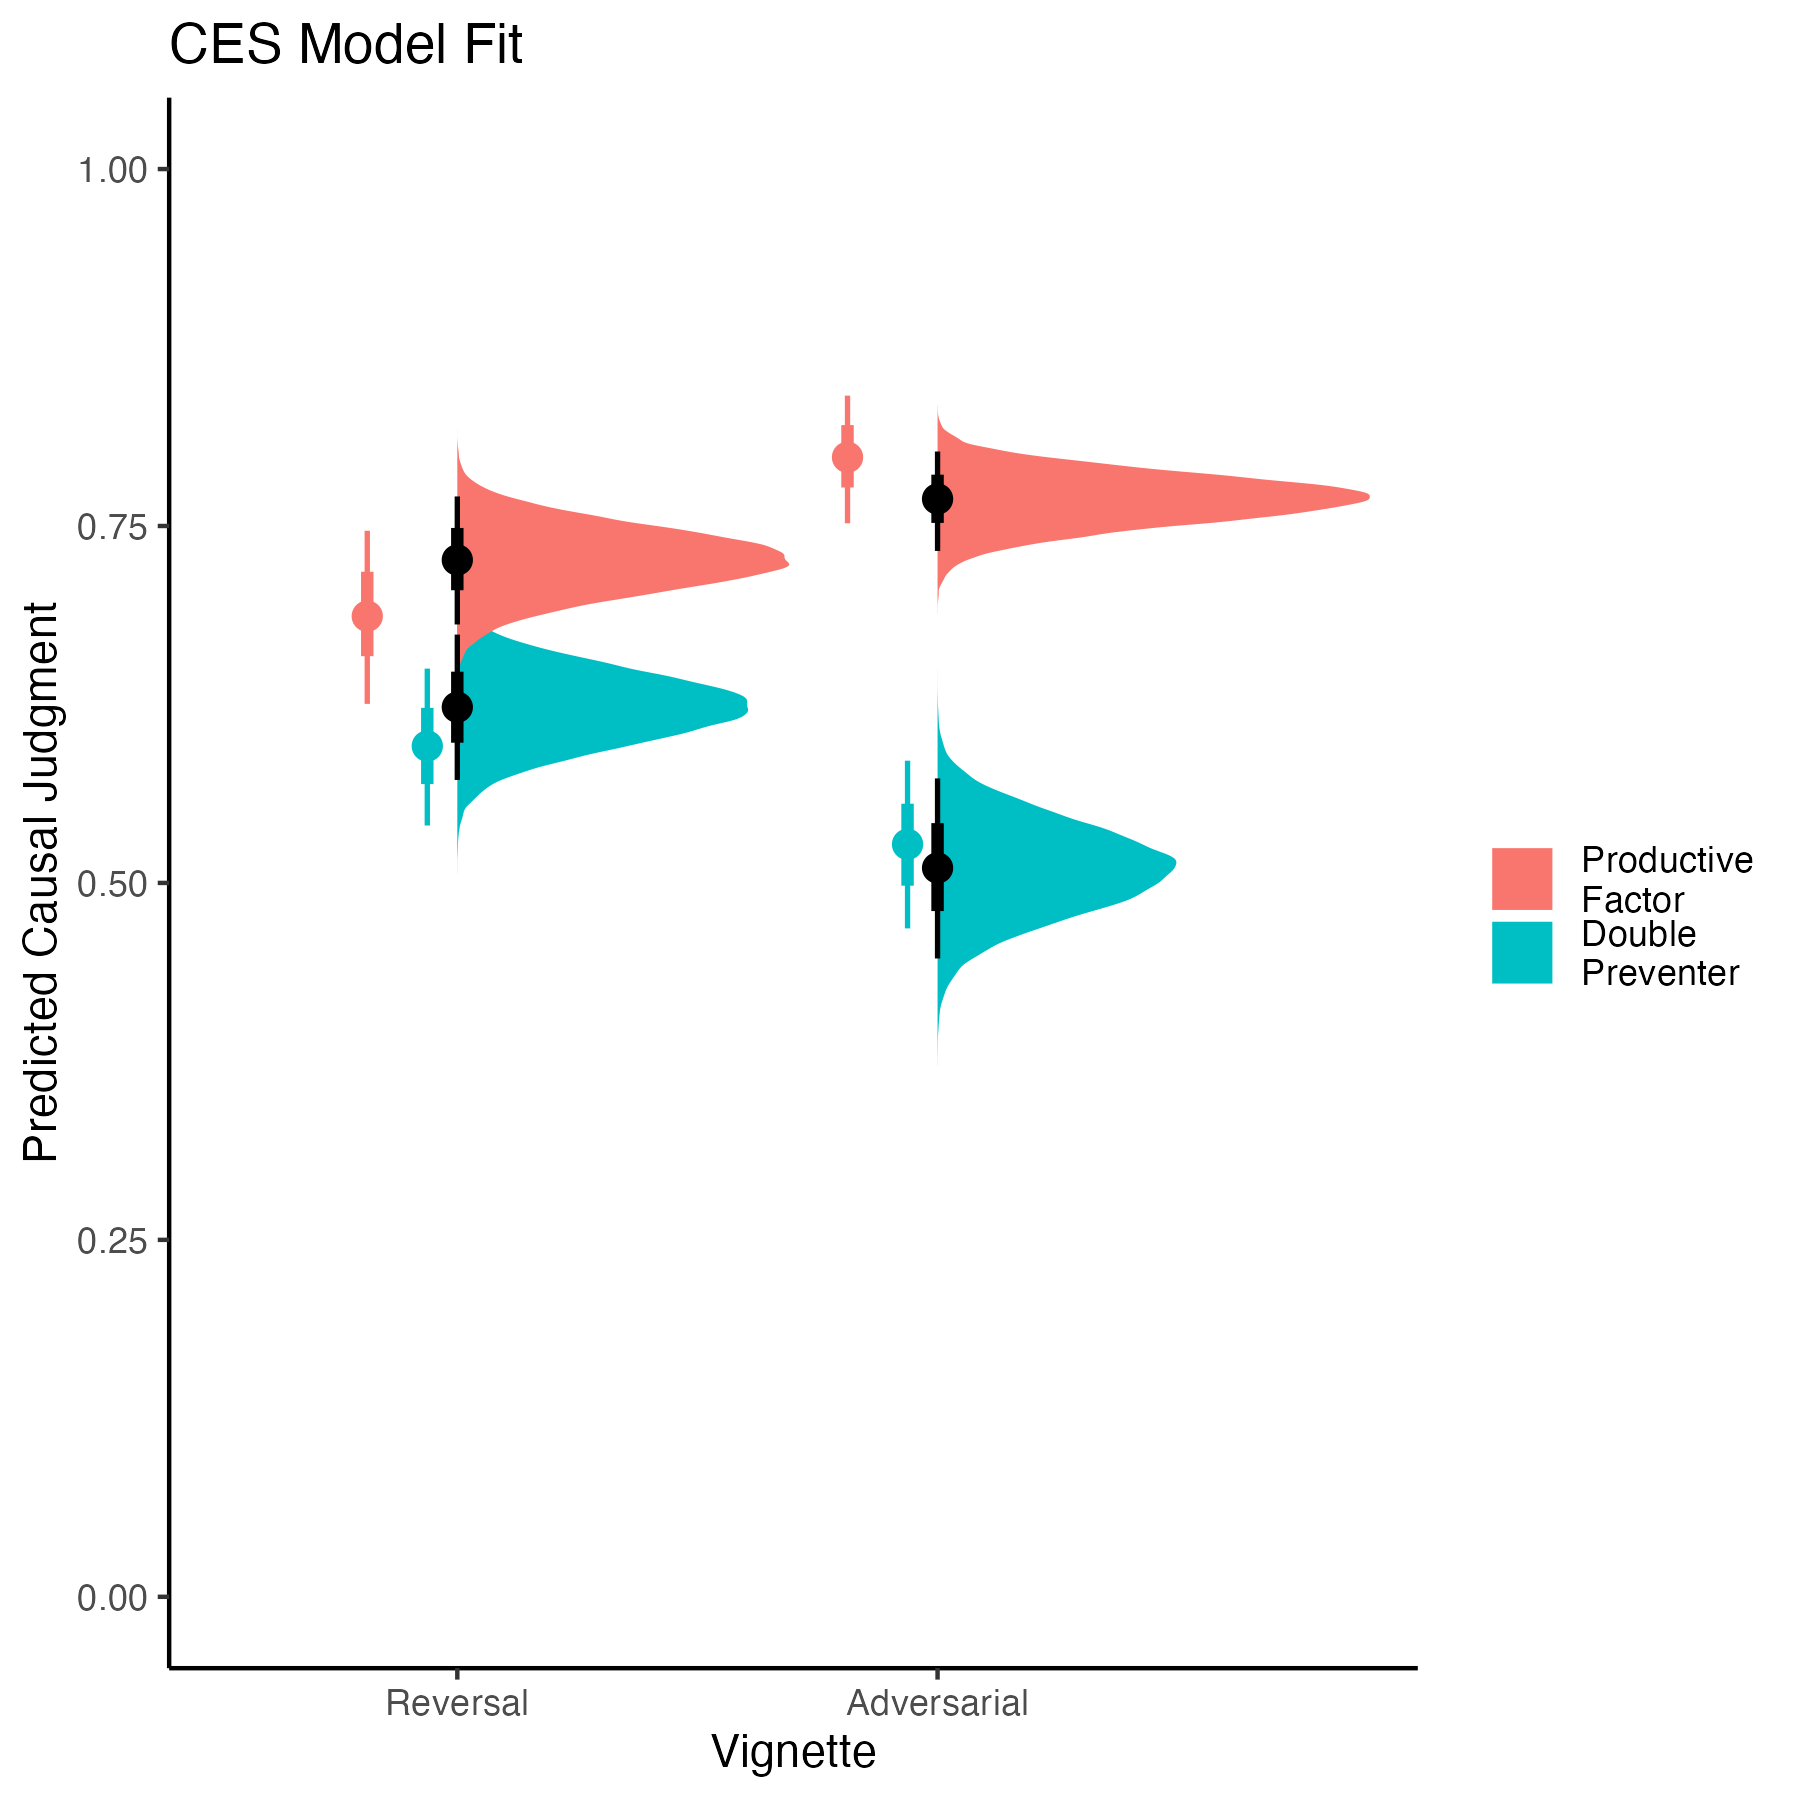 CES Model Fit
Predicted Causal Judgment
1.00
0.75
0.50
0.25
0.00
Reversal
Adversarial
Vignette
Productive
Factor
Double
Preventer